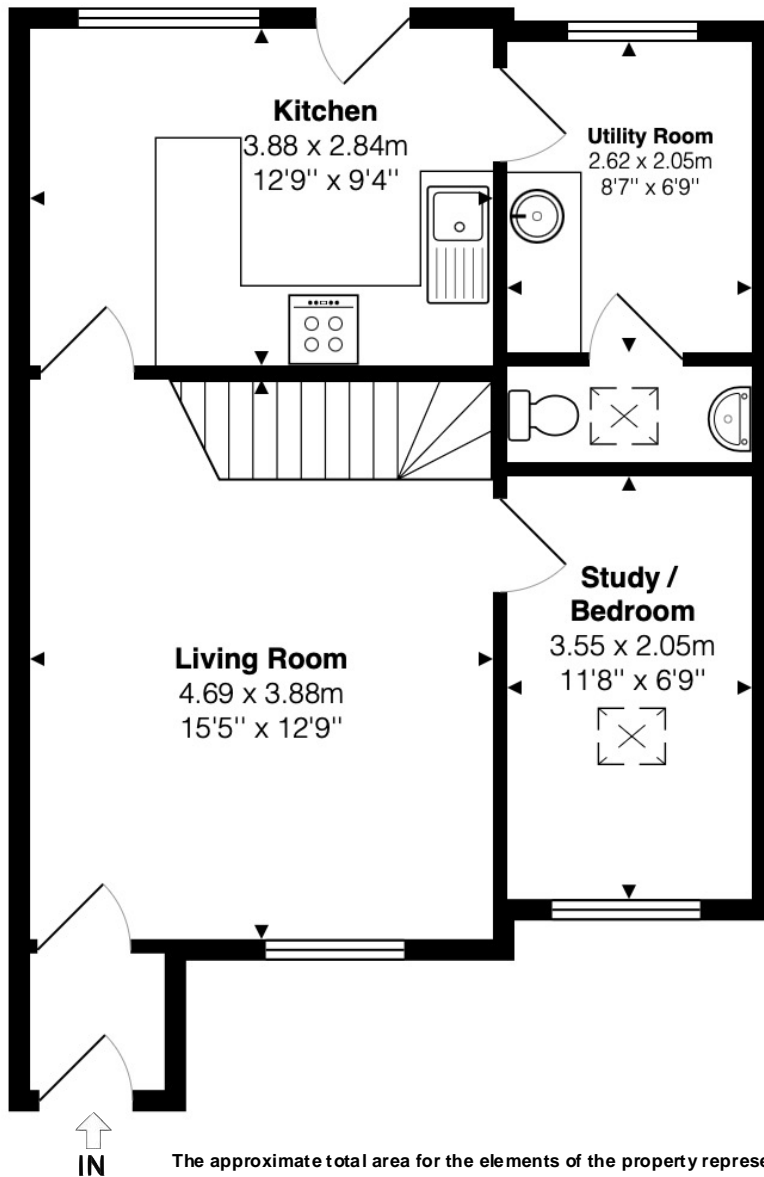 Kitchen
3.88 x 2.84m
12'9'' x 9'4''
Utility Room
2.62 x 2.05m
8'7'' x 6'9''
Study /
Bedroom
3.55 x 2.05m
11'8'' x 6'9''
Living Room
4.69 x 3.88m
15'5'' x 12'9''
IN
The approximate total area for the elements of the property represe